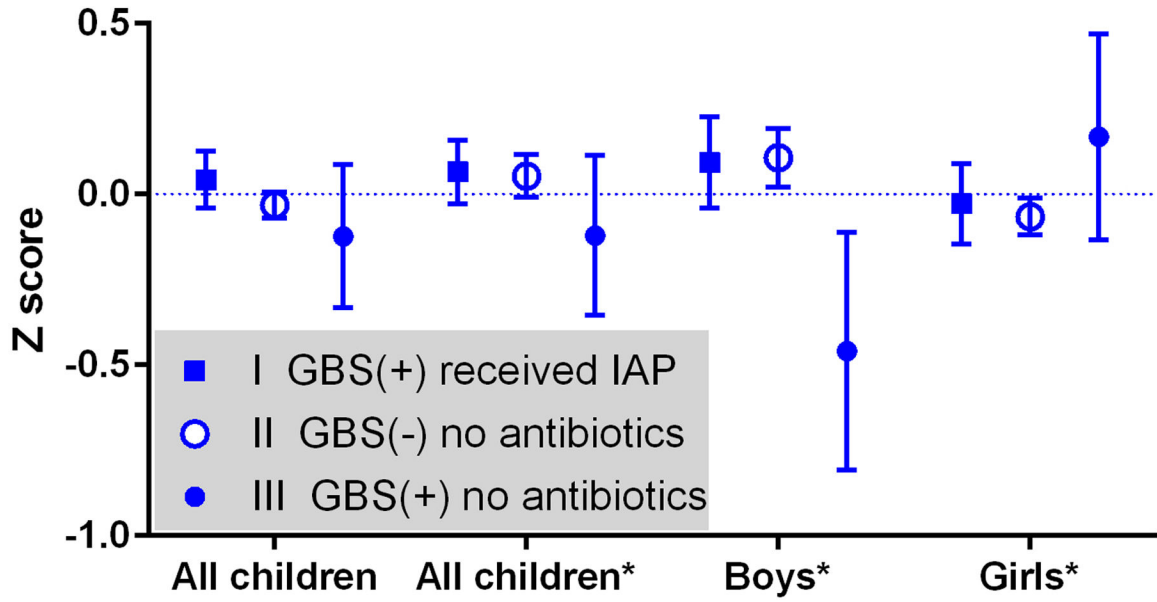 0.5
0.0
-0.5
-1.0
Z score
I GBS(+) received IAP
II GBS(-) no antibiotics
III GBS(+) no antibiotics
All children All children* Boys* Girls*